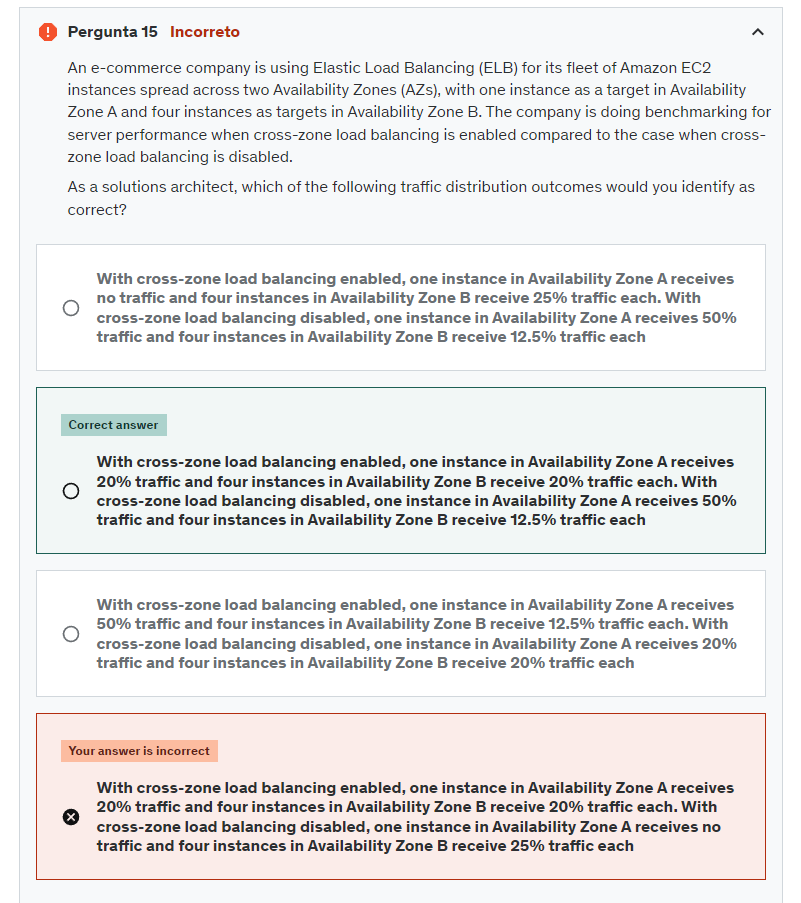 Pergunta 15 Incorreto
An e-commerce company is using Elastic Load Balancing (ELB) for its fleet of Amazon EC2
instances spread across two Availability Zones (AZs), with one instance as a target in Availability
Zone A and four instances as targets in Availability Zone B. The company is doing benchmarking for
server performance when cross-zone load balancing is enabled compared to the case when cross-
zone load balancing is disabled.
As a solutions architect, which of the following traffic distribution outcomes would you identify as
correct?
With cross-zone load balancing enabled, one instance in Availability Zone A receives
no traffic and four instances in Availability Zone B receive 25% traffic each. With
cross-zone load balancing disabled, one instance in Availability Zone A receives 50%
traffic and four instances in Availability Zone B receive 12.5% traffic each
Correct answer
With cross-zone load balancing enabled, one instance in Availability Zone A receives
20% traffic and four instances in Availability Zone B receive 20% traffic each. With
cross-zone load balancing disabled, one instance in Availability Zone A receives 50%
traffic and four instances in Availability Zone B receive 12.5% traffic each
With cross-zone load balancing enabled, one instance in Availability Zone A receives
50% traffic and four instances in Availability Zone B receive 12.5% traffic each. With
cross-zone load balancing disabled, one instance in Availability Zone A receives 20%
traffic and four instances in Availability Zone B receive 20% traffic each
Your answer is incorrect
With cross-zone load balancing enabled, one instance in Availability Zone A receives
20% traffic and four instances in Availability Zone B receive 20% traffic each. With
cross-zone load balancing disabled, one instance in Availability Zone A receives no
traffic and four instances in Availability Zone B receive 25% traffic each